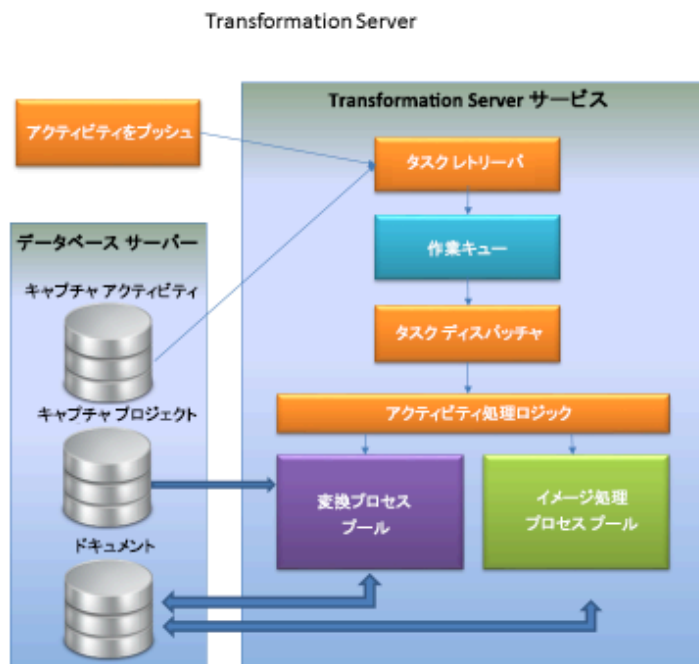 Transformation Server
Transformation Server サービス
アクティビティをプッシュ
タスク レトリーバ
作業キュー
データベース サーバー
キャプチャ アクティビティ
タスク ディスパッチャ
アクティビティ処理ロジック
キャプチャ プロジェクト
変換プロセス
プール
イメージ処理
プロセス プール
ドキュメント